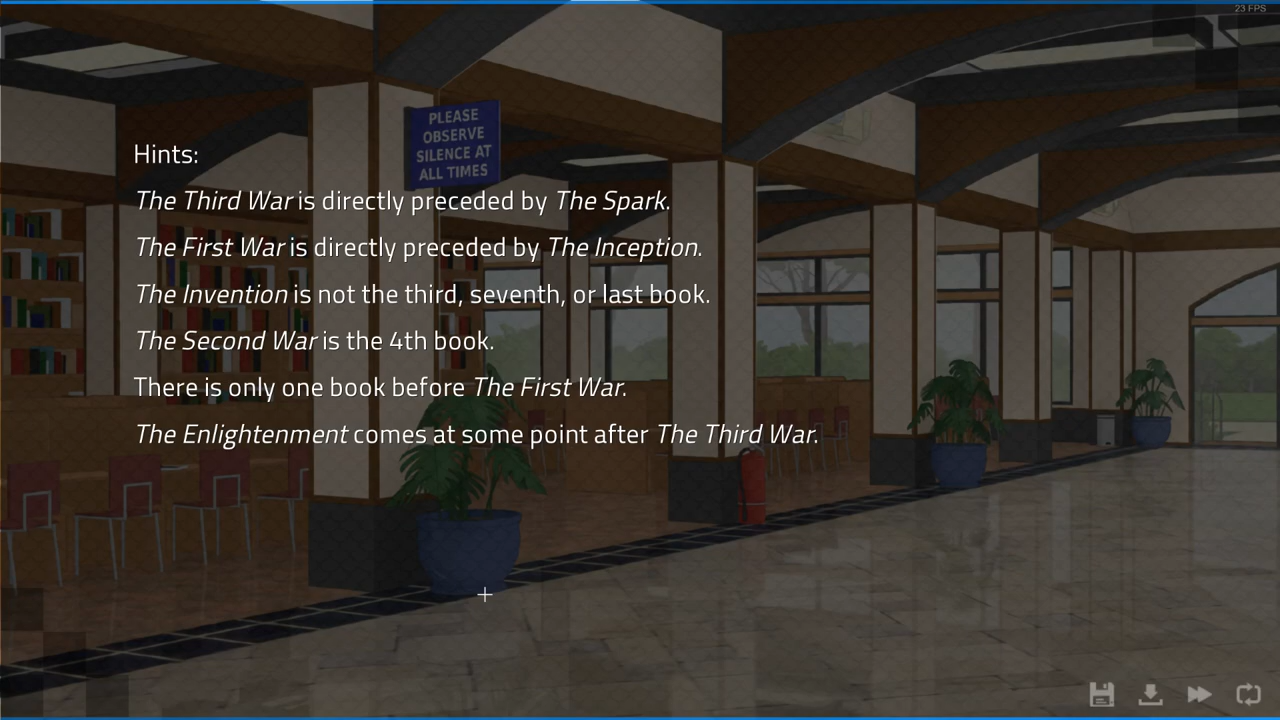 23 FPS
PLEASE
OBSERVE
SILENCE AT
ALL TIMES
Hints:
The Third War is directly preceded by The Spark.
The First War is directly preceded by The Inception.
The Invention is not the third, seventh, or last book.
The Second War is the 4th book.
There is only one book before The First War.
The Enlightenment comes at some point after The Third War.